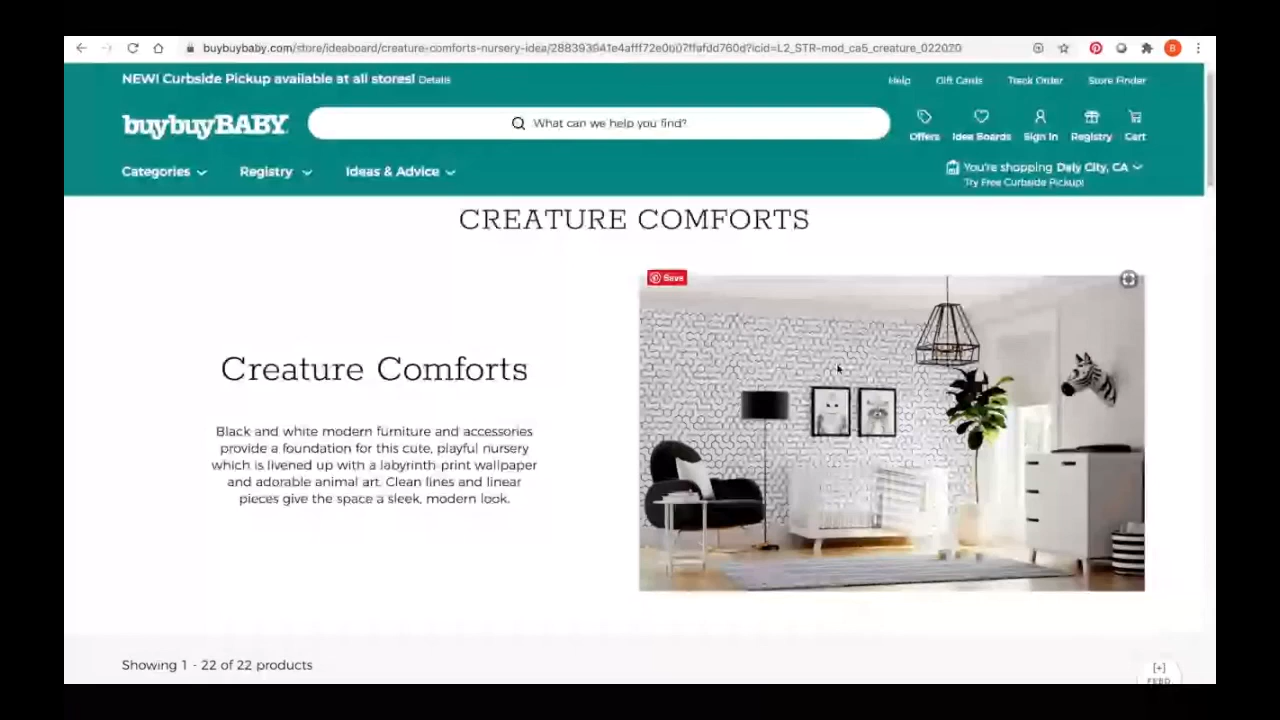 buybuybaby.com/store/ideaboard/creature-comforts-nursery-idea/288393941e4afff72e0b07ffafdd760d?icid=L2_STR-mod_ca5_creature_022020
B
NEW! Curbside Pickup available at all stores! Details
Help Gift Cards Track Order Store Finder
buybuyBABY
What can we help you find?
Offers Idea Boards Sign In Registry Cart
Categories Registry Ideas & Advice
You're shopping Daly City, CA
Try Free Curbside Pickup!
CREATURE COMFORTS
Save
Creature Comforts
Black and white modern furniture and accessories
provide a foundation for this cute, playful nursery
which is livened up with a labyrinth-print wallpaper
and adorable animal art. Clean lines and linear
pieces give the space a sleek, modern look.
Showing 1 - 22 of 22 products
[+]